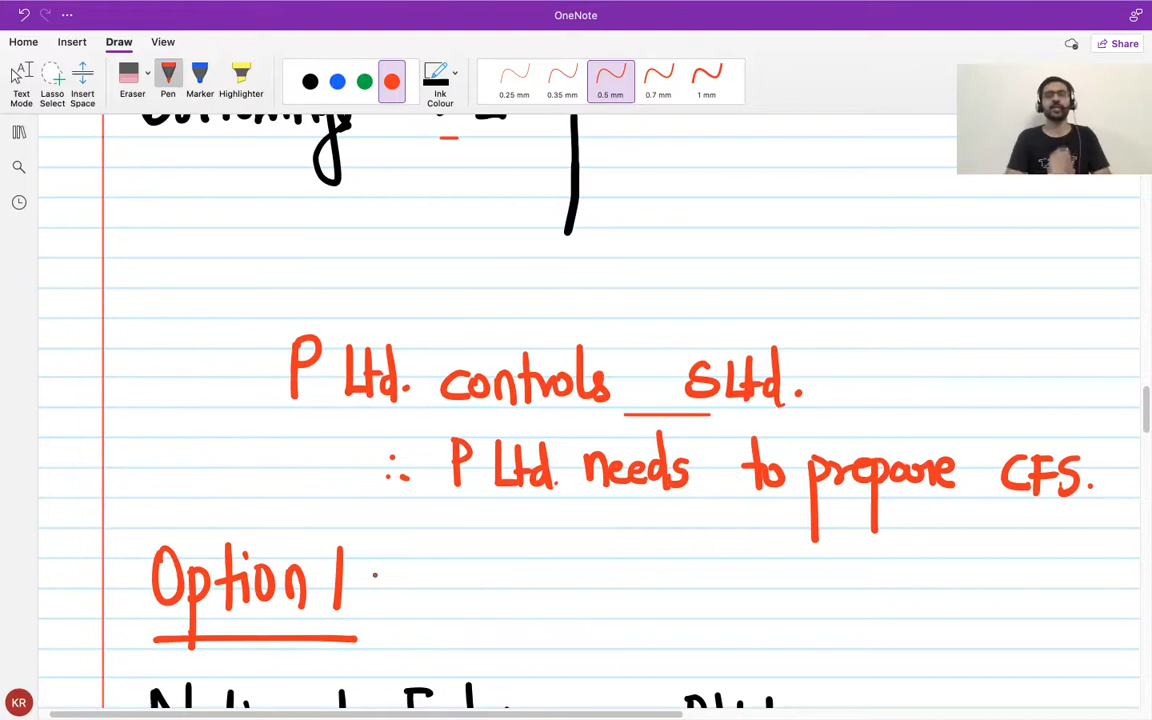 OneNote
Home Insert Draw View
Share
Text Mode
Lasso Select
Insert Space
Eraser
Pen
Marker
Highlighter
Ink Colour
0.25 mm
0.35 mm
0.5 mm
0.7 mm
1 mm
P Ltd. controls S Ltd.
∴ P Ltd. needs to prepare CFS.
Option 1
KR